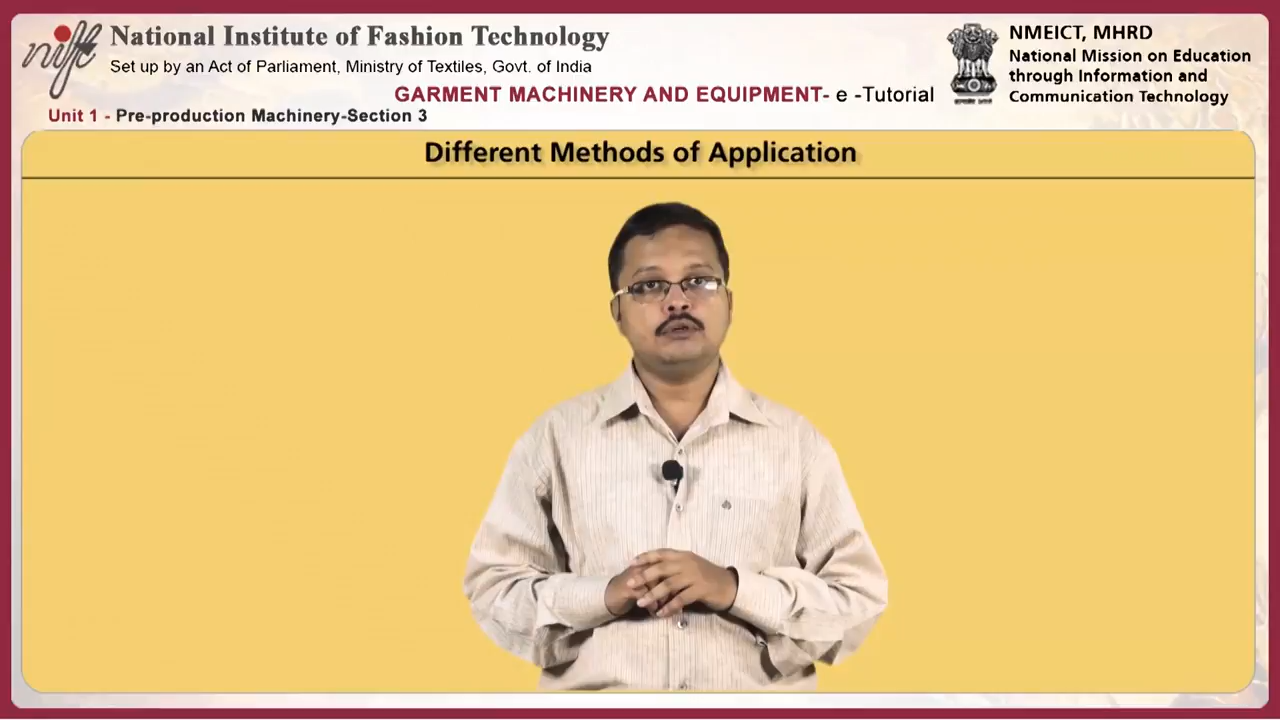 nift
National Institute of Fashion Technology
Set up by an Act of Parliament, Ministry of Textiles, Govt. of India
GARMENT MACHINERY AND EQUIPMENT- e -Tutorial
Unit 1 - Pre-production Machinery-Section 3
NMEICT, MHRD
National Mission on Education
through Information and
Communication Technology
Different Methods of Application